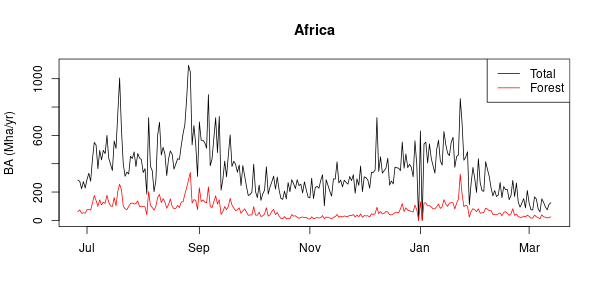 Africa
Total
Forest
BA (Mha/yr)
1000
600
200
0
Jul Sep Nov Jan Mar